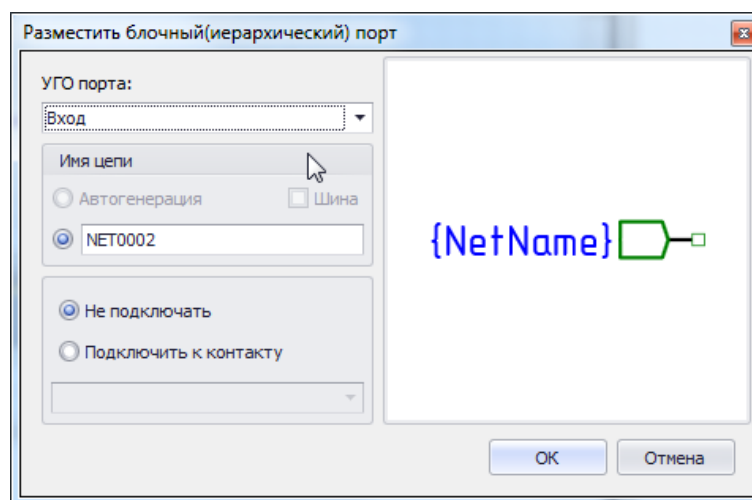 Разместить блочный(иерархический) порт
УГО порта:
Вход
Имя цепи
Автогенерация Шина
NET0002
{NetName}
Не подключать
Подключить к контакту
OK Отмена